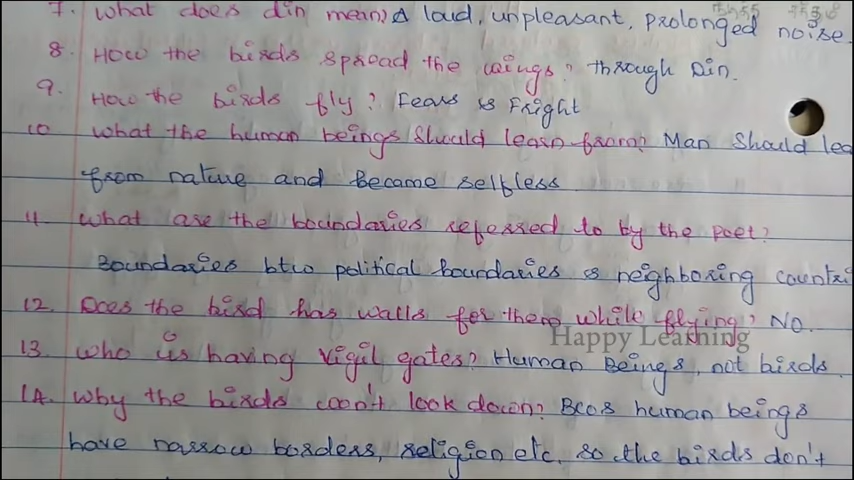 7. What does din mean? A loud, unpleasant, prolonged noise.
8. How the birds spread the wings? through Din.
9. How the birds fly? Fears & Fright
10 What the human beings should learn from? Man should lea
from nature and became selfless
11 What are the boundaries referred to by the poet?
Boundaries btw political boundaries & neighboring countri
12. Does the bird has walls for them while flying? No.
Happy Learning
13 Who is having vigil gates? Human Beings, not birds.
14. Why the birds con't look down? Bcos human beings
have narrow borders, religion etc. so the birds don't